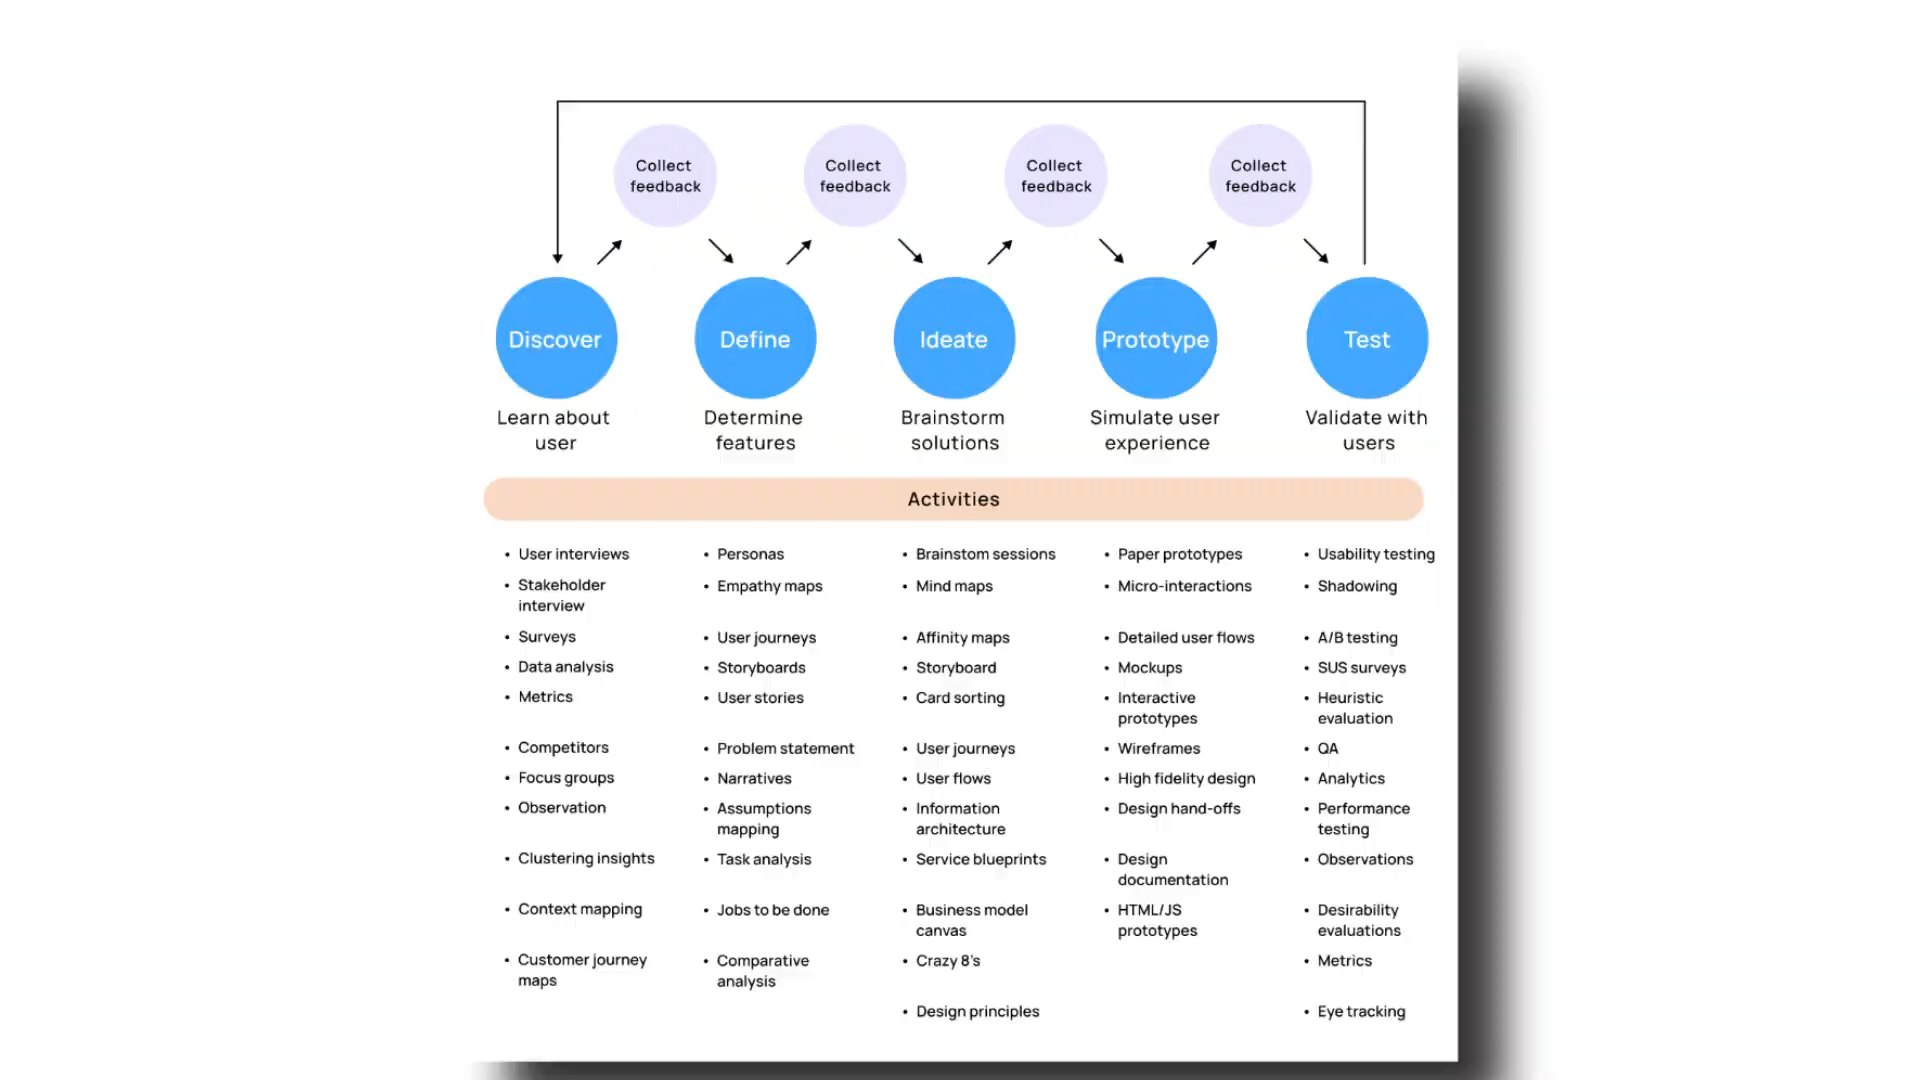 Collect
feedback
Collect
feedback
Collect
feedback
Collect
feedback
Discover
Define
Ideate
Prototype
Test
Learn about
user
Determine
features
Brainstorm
solutions
Simulate user
experience
Validate with
users
Activities
• User interviews
• Stakeholder
interview
• Surveys
• Data analysis
• Metrics
• Competitors
• Focus groups
• Observation
• Clustering insights
• Context mapping
• Customer journey
maps
• Personas
• Empathy maps
• User journeys
• Storyboards
• User stories
• Problem statement
• Narratives
• Assumptions
mapping
• Task analysis
• Jobs to be done
• Comparative
analysis
• Brainstom sessions
• Mind maps
• Affinity maps
• Storyboard
• Card sorting
• User journeys
• User flows
• Information
architecture
• Service blueprints
• Business model
canvas
• Crazy 8's
• Design principles
• Paper prototypes
• Micro-interactions
• Detailed user flows
• Mockups
• Interactive
prototypes
• Wireframes
• High fidelity design
• Design hand-offs
• Design
documentation
• HTML/JS
prototypes
• Usability testing
• Shadowing
• A/B testing
• SUS surveys
• Heuristic
evaluation
• QA
• Analytics
• Performance
testing
• Observations
• Desirability
evaluations
• Metrics
• Eye tracking